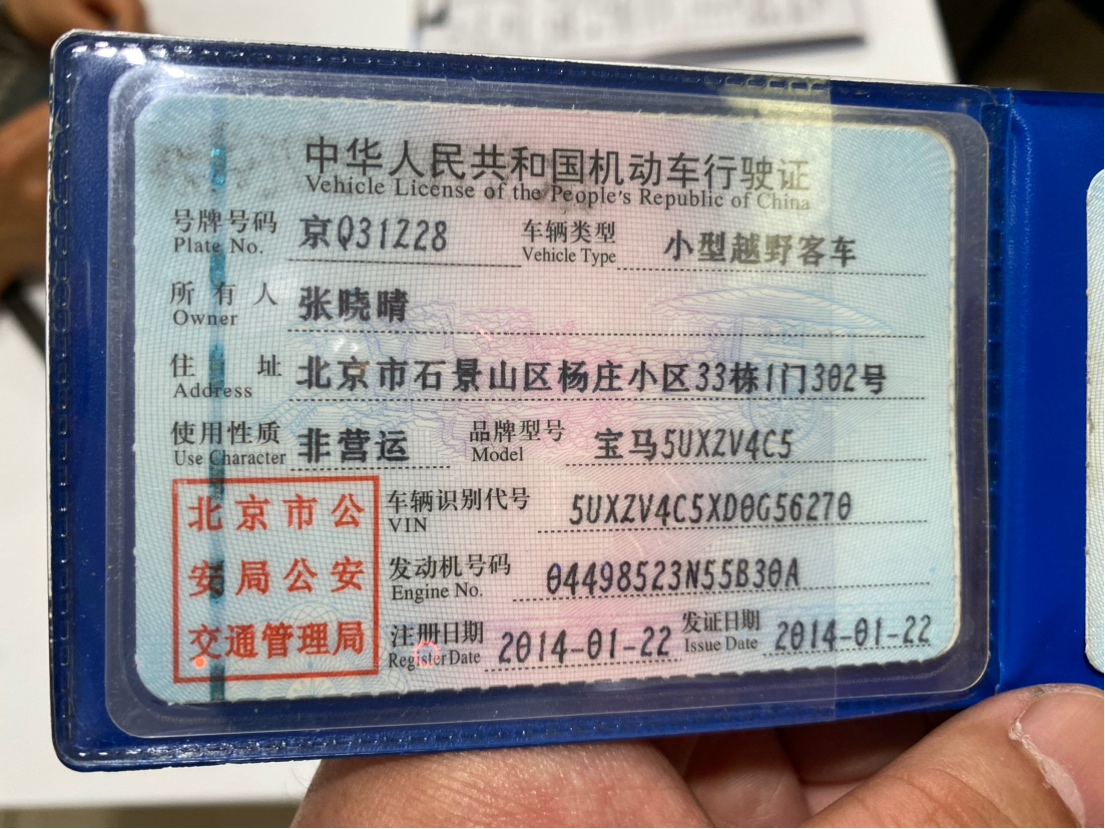 中华人民共和国机动车行驶证
Vehicle License of the People's Republic of China
号牌号码 京Q31Z28 车辆类型 小型越野客车
Plate No. Vehicle Type
所有人 张晓晴
Owner
住址 北京市石景山区杨庄小区33栋1门302号
Address
使用性质 非营运 品牌型号 宝马5UXZV4C5
Use Character Model
北京市公安局公安交通管理局
车辆识别代号 5UXZV4C5XD0G56270
VIN
发动机号码 04498523N55B30A
Engine No.
注册日期 2014-01-22 发证日期 2014-01-22
Register Date Issue Date